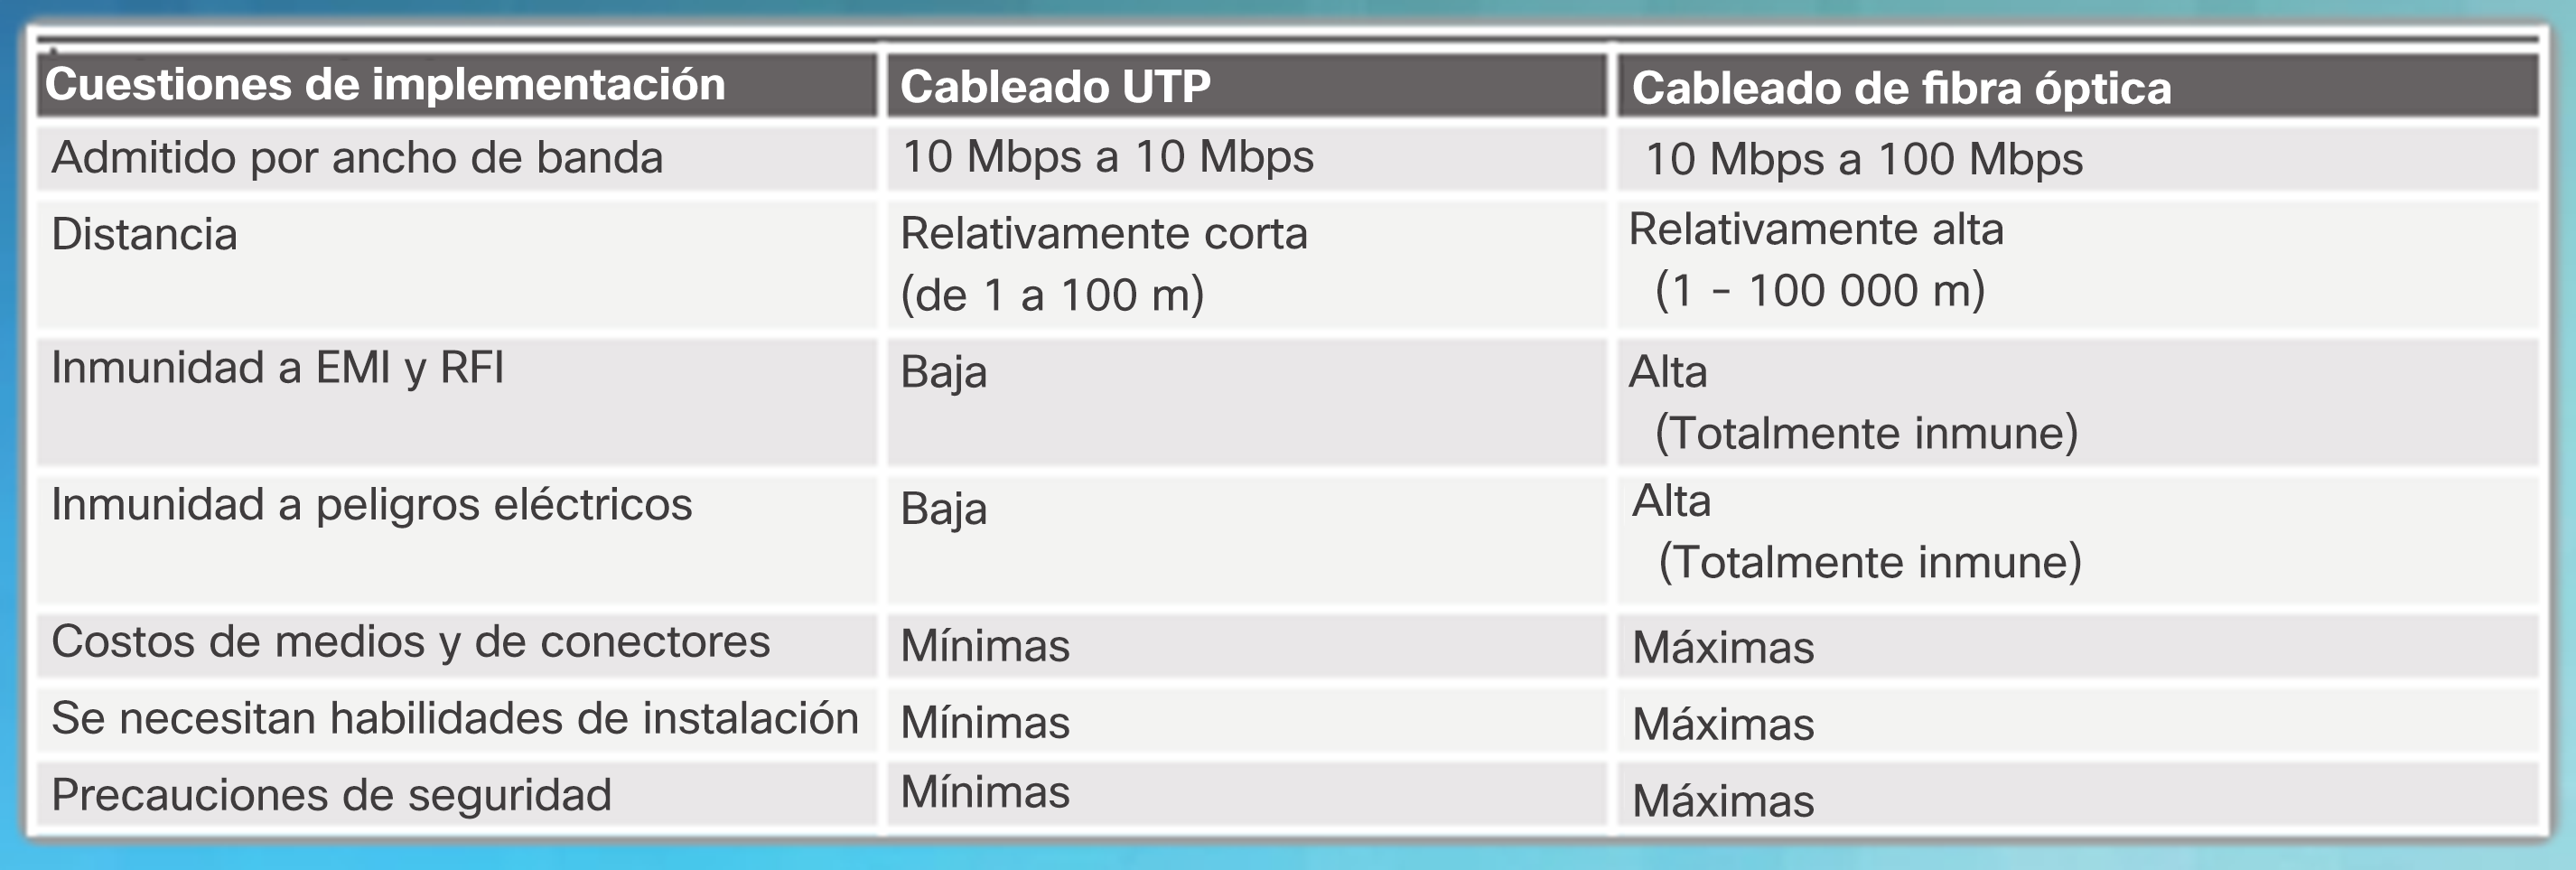 Cuestiones de implementación Cableado UTP Cableado de fibra óptica
Admitido por ancho de banda 10 Mbps a 10 Mbps 10 Mbps a 100 Mbps
Distancia Relativamente corta Relativamente alta
(de 1 a 100 m) (1 - 100 000 m)
Inmunidad a EMI y RFI Baja Alta
(Totalmente inmune)
Inmunidad a peligros eléctricos Baja Alta
(Totalmente inmune)
Costos de medios y de conectores Mínimas Máximas
Se necesitan habilidades de instalación Mínimas Máximas
Precauciones de seguridad Mínimas Máximas